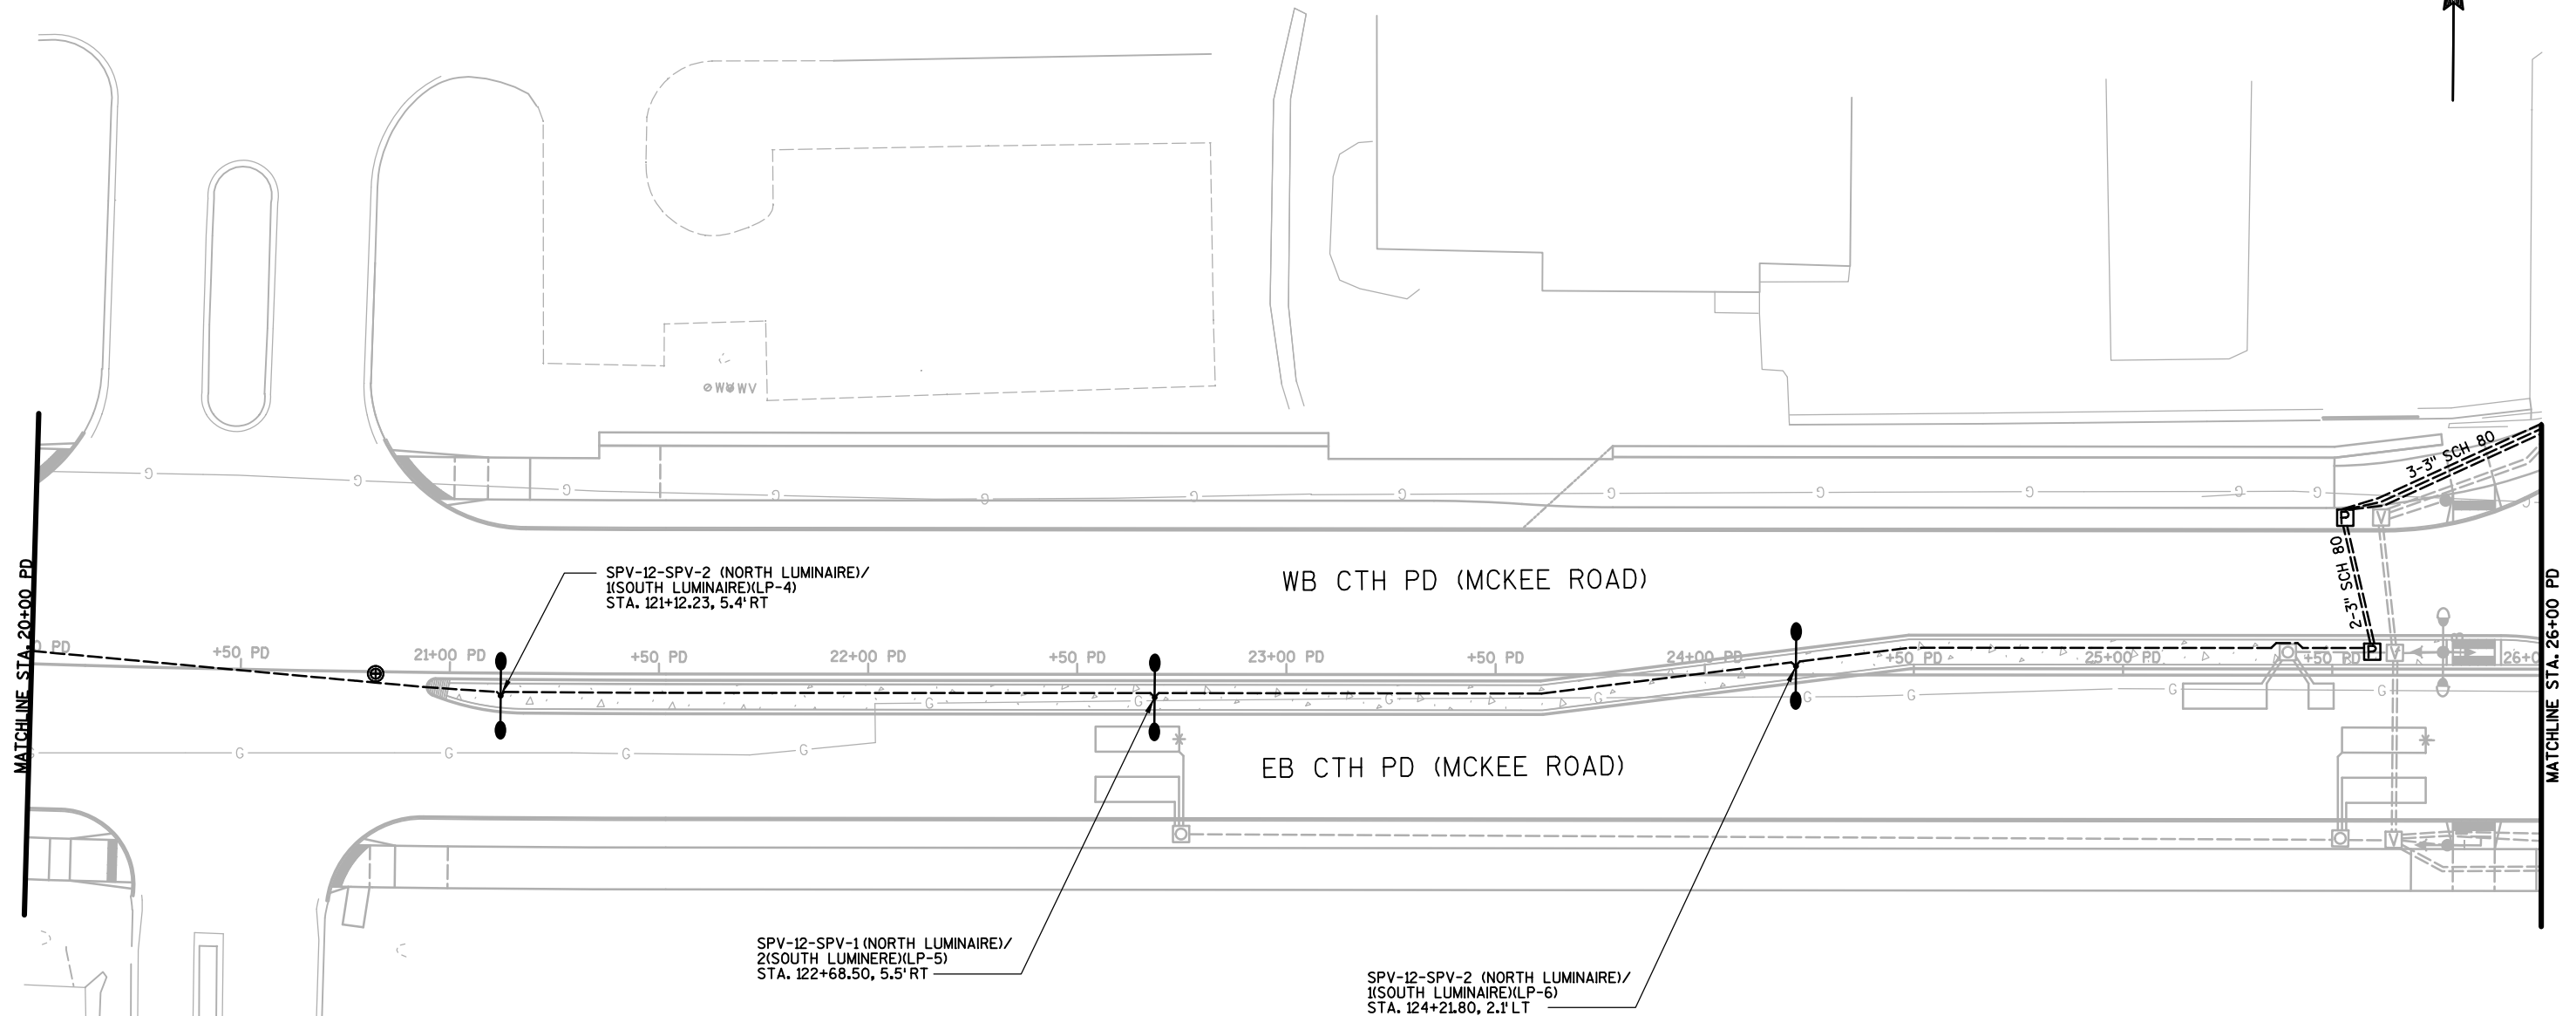 WV WV
G G G G G G G G G G G
3-3" SCH 80
P V
2-3" SCH 80
SPV-12-SPV-2 (NORTH LUMINAIRE)/
1(SOUTH LUMINAIRE)(LP-4)
STA. 121+12.23, 5.4' RT
WB CTH PD (MCKEE ROAD)
MATCHLINE STA. 20+00 PD
PD
+50 PD
21+00 PD
+50 PD
22+00 PD
+50 PD
23+00 PD
+50 PD
24+00 PD
+50 PD
25+00 PD
+50 PD
26+0
P V
MATCHLINE STA. 26+00 PD
G G G G G G G G G G
EB CTH PD (MCKEE ROAD)
V
SPV-12-SPV-1 (NORTH LUMINAIRE)/
2(SOUTH LUMINERE)(LP-5)
STA. 122+68.50, 5.5' RT
SPV-12-SPV-2 (NORTH LUMINAIRE)/
1(SOUTH LUMINAIRE)(LP-6)
STA. 124+21.80, 2.1' LT